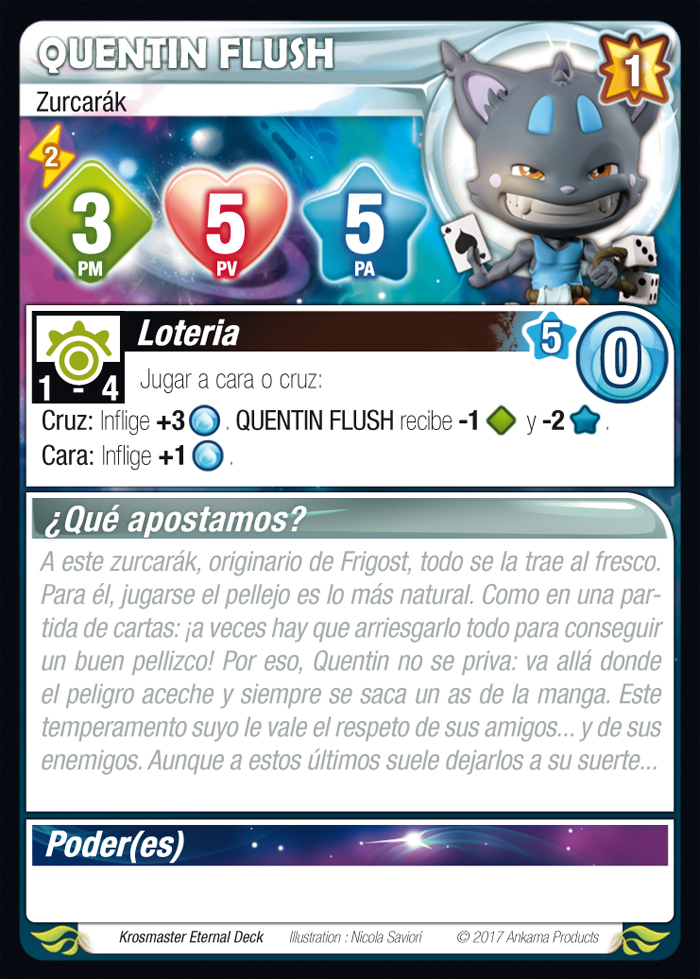 QUENTIN FLUSH
1
Zurcarák
2
3
PM
5
PV
5
PA
Loteria
5
0
1 - 4
Jugar a cara o cruz:
Cruz: Inflige +3 . QUENTIN FLUSH recibe -1 y -2 .
Cara: Inflige +1 .
¿Qué apostamos?
A este zurcarák, originario de Frigost, todo se la trae al fresco.
Para él, jugarse el pellejo es lo más natural. Como en una par-
tida de cartas: ¡a veces hay que arriesgarlo todo para conseguir
un buen pellizco! Por eso, Quentin no se priva: va allá donde
el peligro aceche y siempre se saca un as de la manga. Este
temperamento suyo le vale el respeto de sus amigos... y de sus
enemigos. Aunque a estos últimos suele dejarlos a su suerte...
Poder(es)
Krosmaster Eternal Deck Illustration : Nicola Saviori © 2017 Ankama Products